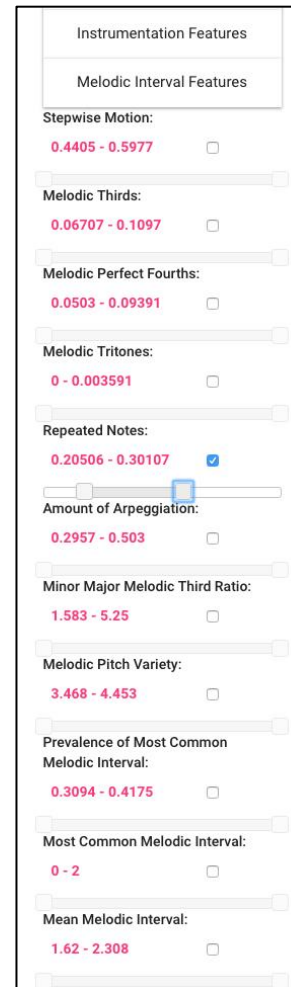 Instrumentation Features
Melodic Interval Features
Stepwise Motion:
0.4405 - 0.5977
Melodic Thirds:
0.06707 - 0.1097
Melodic Perfect Fourths:
0.0503 - 0.09391
Melodic Tritones:
0 - 0.003591
Repeated Notes:
0.20506 - 0.30107
Amount of Arpeggiation:
0.2957 - 0.503
Minor Major Melodic Third Ratio:
1.583 - 5.25
Melodic Pitch Variety:
3.468 - 4.453
Prevalence of Most Common
Melodic Interval:
0.3094 - 0.4175
Most Common Melodic Interval:
0 - 2
Mean Melodic Interval:
1.62 - 2.308